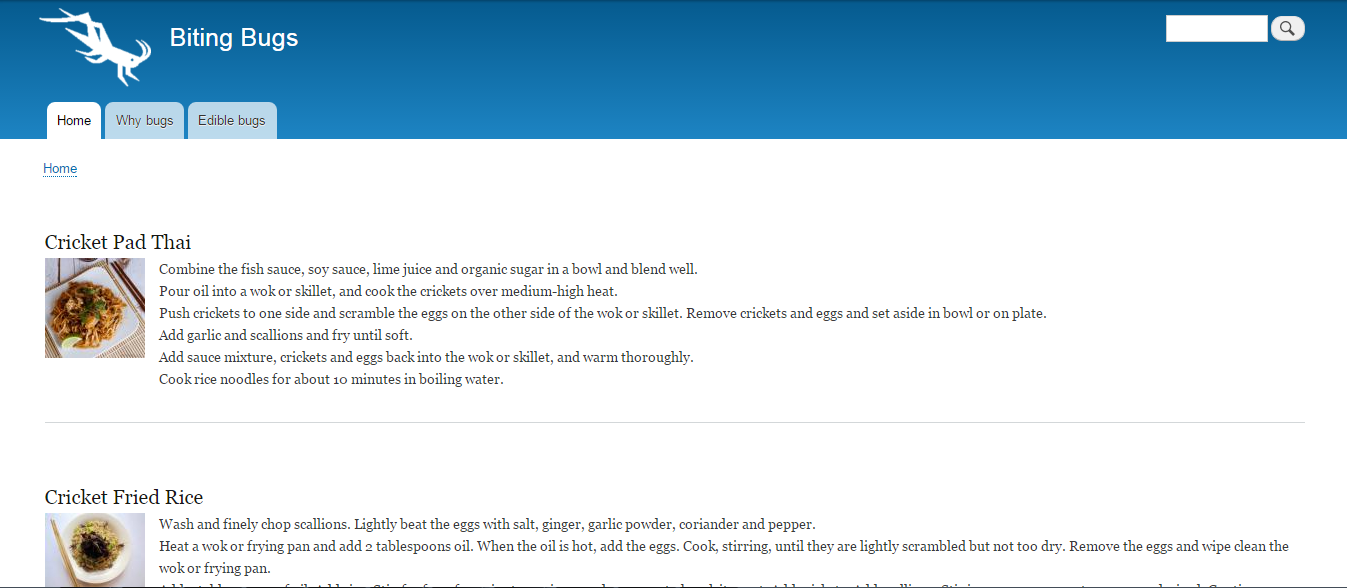 Biting Bugs
Home
Why bugs
Edible bugs
Home
Cricket Pad Thai
Combine the fish sauce, soy sauce, lime juice and organic sugar in a bowl and blend well.
Pour oil into a wok or skillet, and cook the crickets over medium-high heat.
Push crickets to one side and scramble the eggs on the other side of the wok or skillet. Remove crickets and eggs and set aside in bowl or on plate.
Add garlic and scallions and fry until soft.
Add sauce mixture, crickets and eggs back into the wok or skillet, and warm thoroughly.
Cook rice noodles for about 10 minutes in boiling water.
Cricket Fried Rice
Wash and finely chop scallions. Lightly beat the eggs with salt, ginger, garlic powder, coriander and pepper.
Heat a wok or frying pan and add 2 tablespoons oil. When the oil is hot, add the eggs. Cook, stirring, until they are lightly scrambled but not too dry. Remove the eggs and wipe clean the
wok or frying pan.